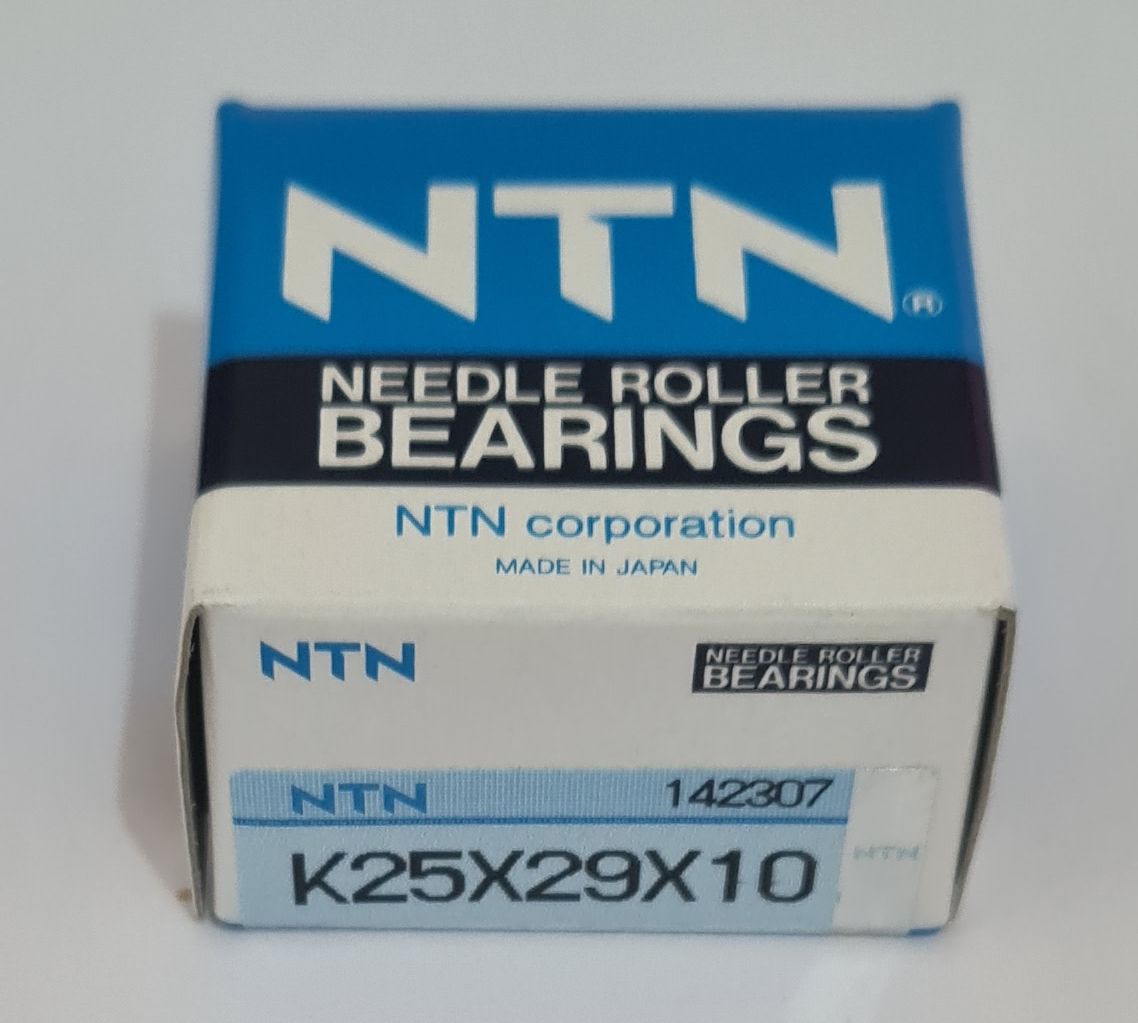 NTN®
NEEDLE ROLLER
BEARINGS
NTN corporation
MADE IN JAPAN
NTN
NEEDLE ROLLER
BEARINGS
NTN 142307
K25X29X10
NTN